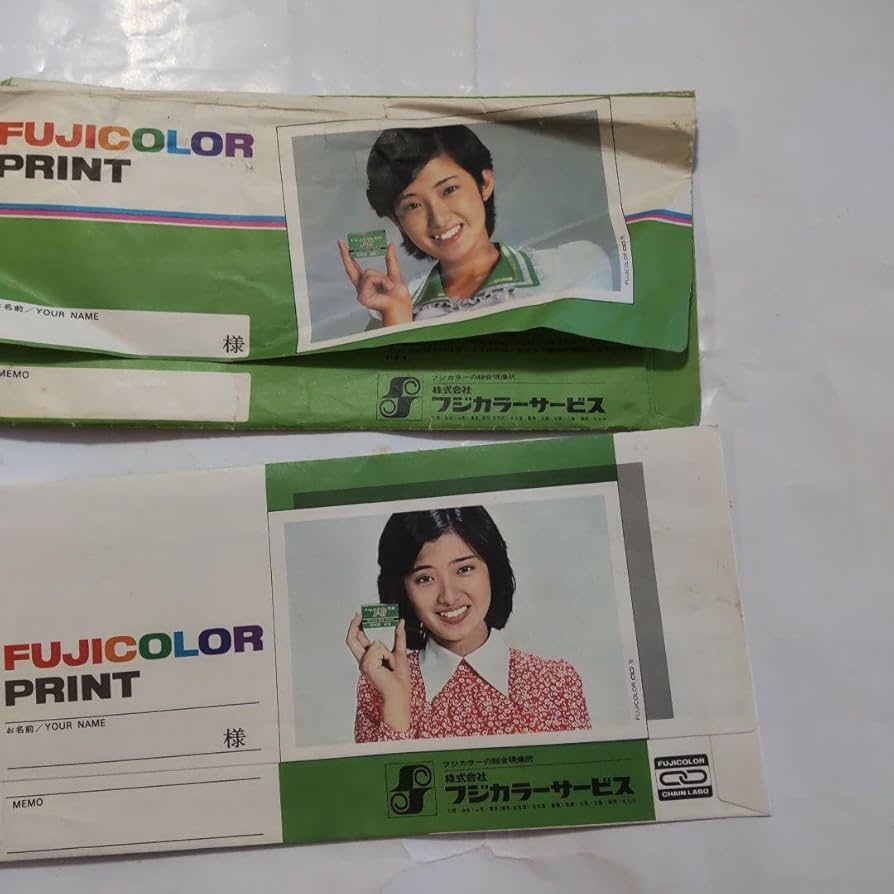 FUJICOLOR
PRINT
お名前/YOUR NAME
様
MEMO
FUJICOLOR
フジカラーの総合現像所
株式会社
フジカラーサービス
FUJICOLOR
PRINT
お名前/YOUR NAME
様
MEMO
FUJICOLOR
フジカラーの総合現像所
株式会社
フジカラーサービス
FUJICOLOR
CHAIN LABO